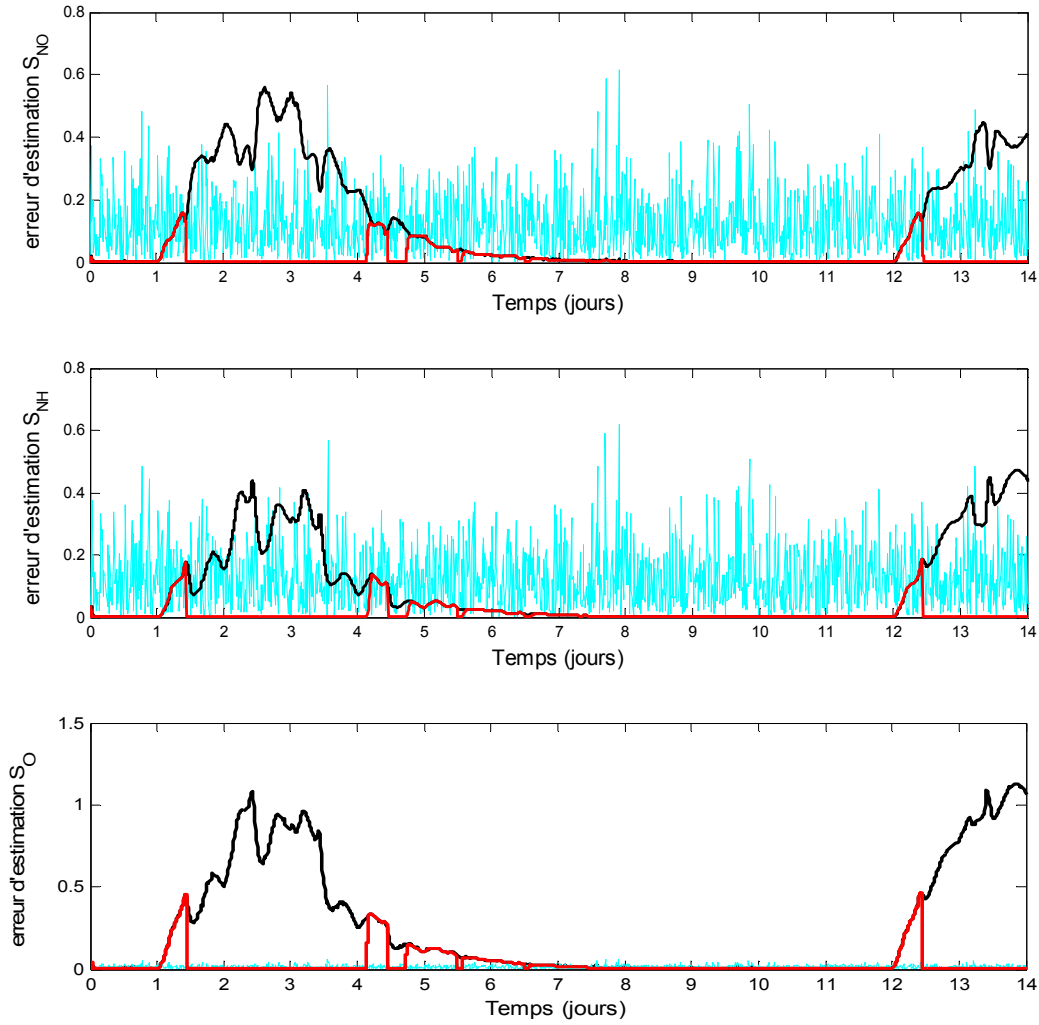 erreur d'estimation S_NO
0.8
0.6
0.4
0.2
0
0 1 2 3 4 5 6 7 8 9 10 11 12 13 14
Temps (jours)
erreur d'estimation S_NH
0.8
0.6
0.4
0.2
0
0 1 2 3 4 5 6 7 8 9 10 11 12 13 14
Temps (jours)
erreur d'estimation S_O
1.5
1
0.5
0
0 1 2 3 4 5 6 7 8 9 10 11 12 13 14
Temps (jours)